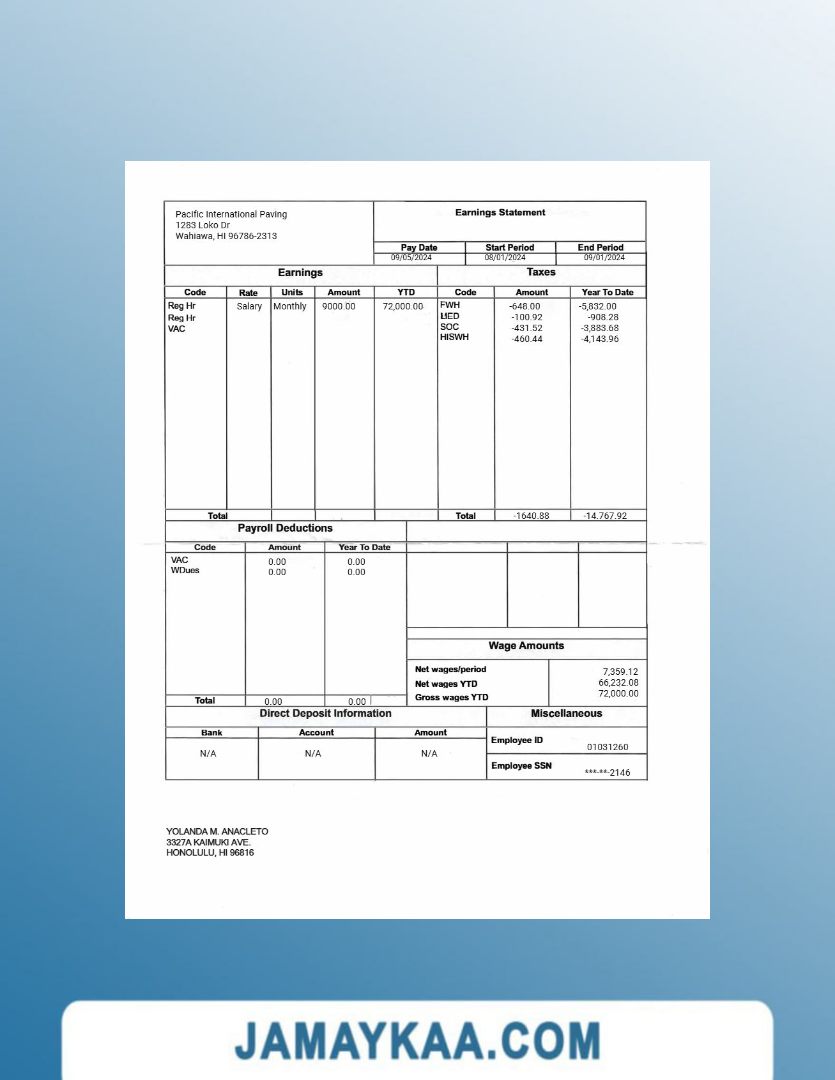 Pacific International Paving
1283 Loko Dr
Wahiawa, HI 96786-2313
Earnings Statement
Pay Date Start Period End Period
09/05/2024 08/01/2024 09/01/2024
Earnings Taxes
Code Rate Units Amount YTD Code Amount Year To Date
Reg Hr Salary Monthly 9000.00 72,000.00 FWH -648.00 -5,832.00
Reg Hr MED -100.92 -908.28
VAC SOC -431.52 -3,883.68
HISWH -460.44 -4,143.96
Total Total -1640.88 -14.767.92
Payroll Deductions
Code Amount Year To Date
VAC 0.00 0.00
WDues 0.00 0.00
Wage Amounts
Net wages/period 7,359.12
Net wages YTD 66,232.08
Gross wages YTD 72,000.00
Total 0.00 0.00
Direct Deposit Information Miscellaneous
Bank Account Amount
Employee ID 01031260
N/A N/A N/A
Employee SSN ***-**-2146
YOLANDA M. ANACLETO
3327A KAIMUKI AVE.
HONOLULU, HI 96816
JAMAYKAA.COM